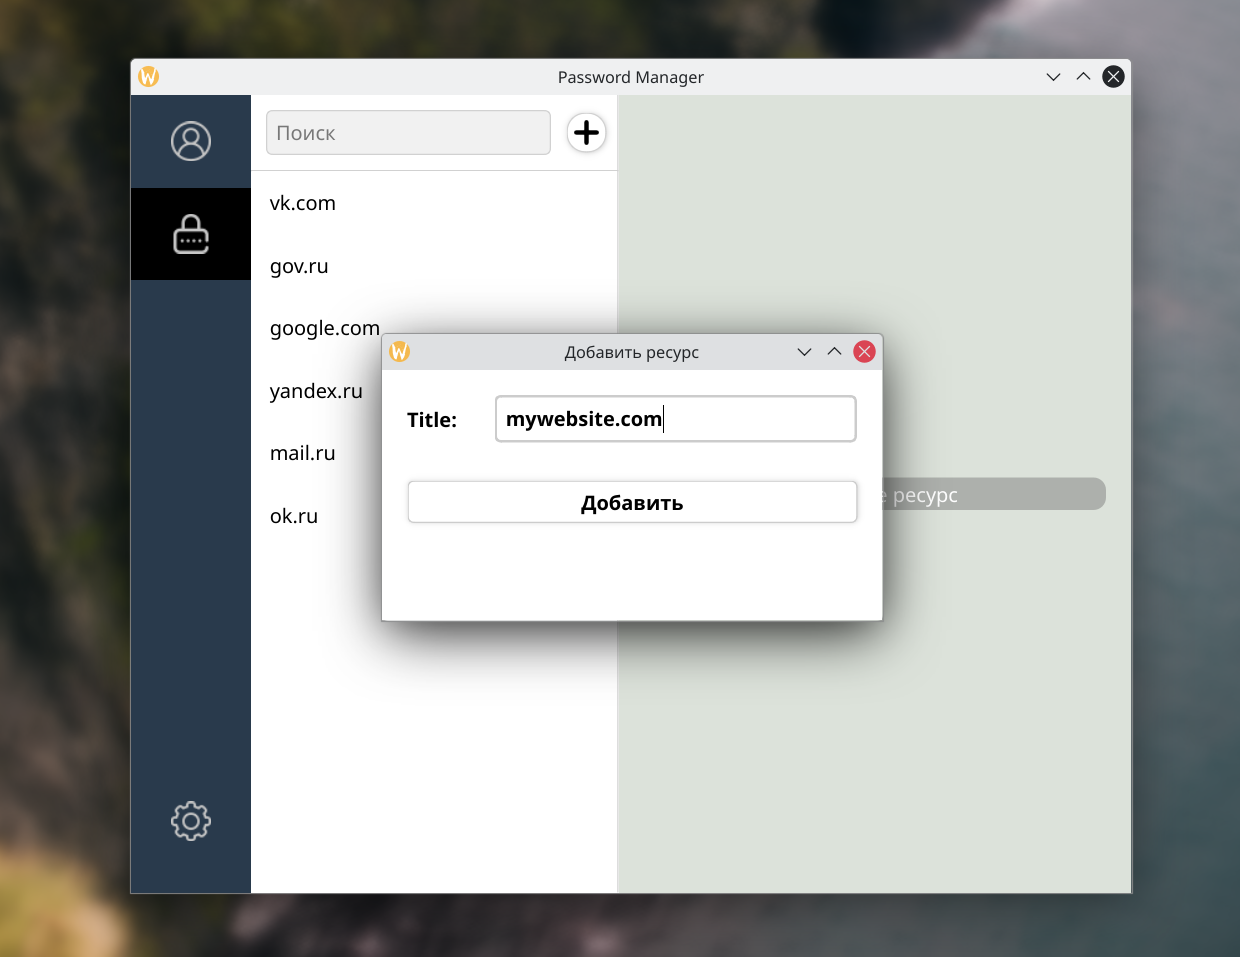 Password Manager
Поиск
vk.com
gov.ru
google.com
yandex.ru
mail.ru
ok.ru
Добавить ресурс
Title:
mywebsite.com
Добавить
ресурс